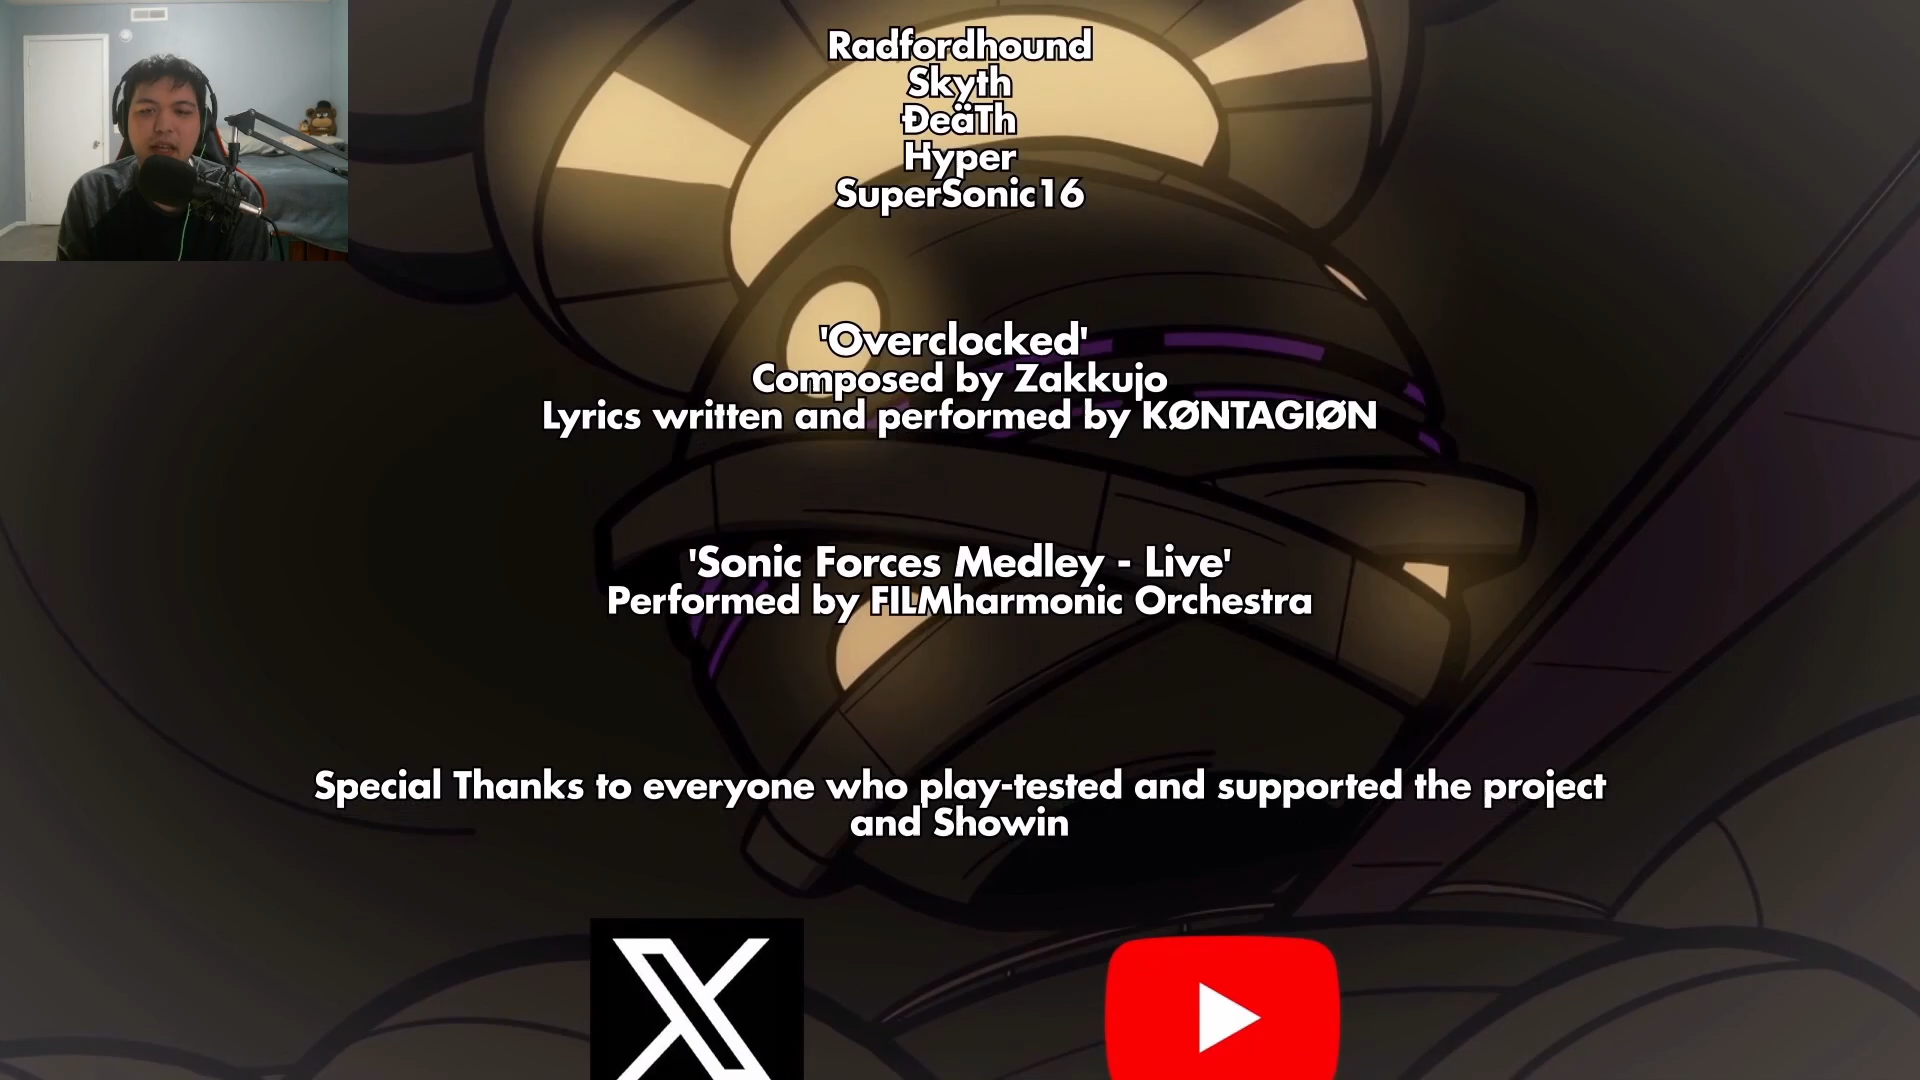 Radfordhound
Skyth
ÐeäTh
Hyper
SuperSonic16
'Overclocked'
Composed by Zakkujo
Lyrics written and performed by KØNTAGIØN
'Sonic Forces Medley - Live'
Performed by FILMharmonic Orchestra
Special Thanks to everyone who play-tested and supported the project
and Showin